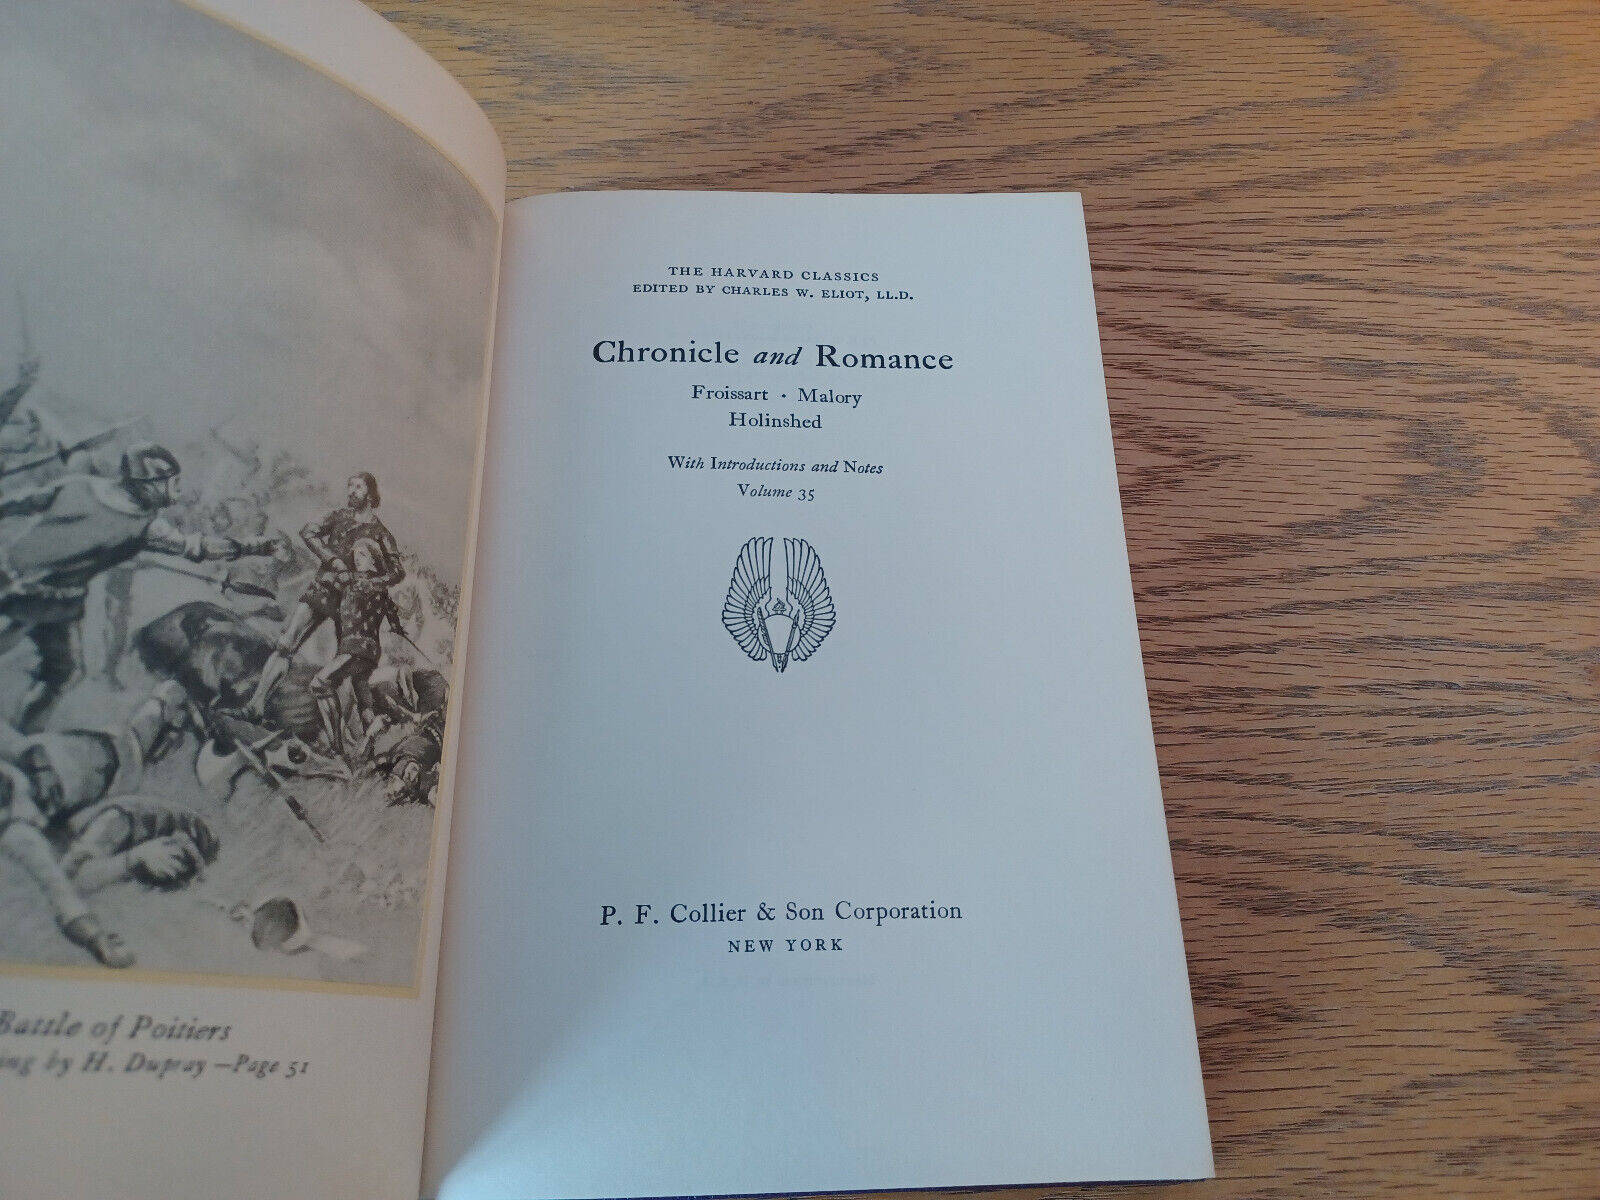 THE HARVARD CLASSICS
EDITED BY CHARLES W. ELIOT, LL.D.
Chronicle and Romance
Froissart · Malory
Holinshed
With Introductions and Notes
Volume 35
P. F. Collier & Son Corporation
NEW YORK
Battle of Poitiers
by H. Dupray —Page 51